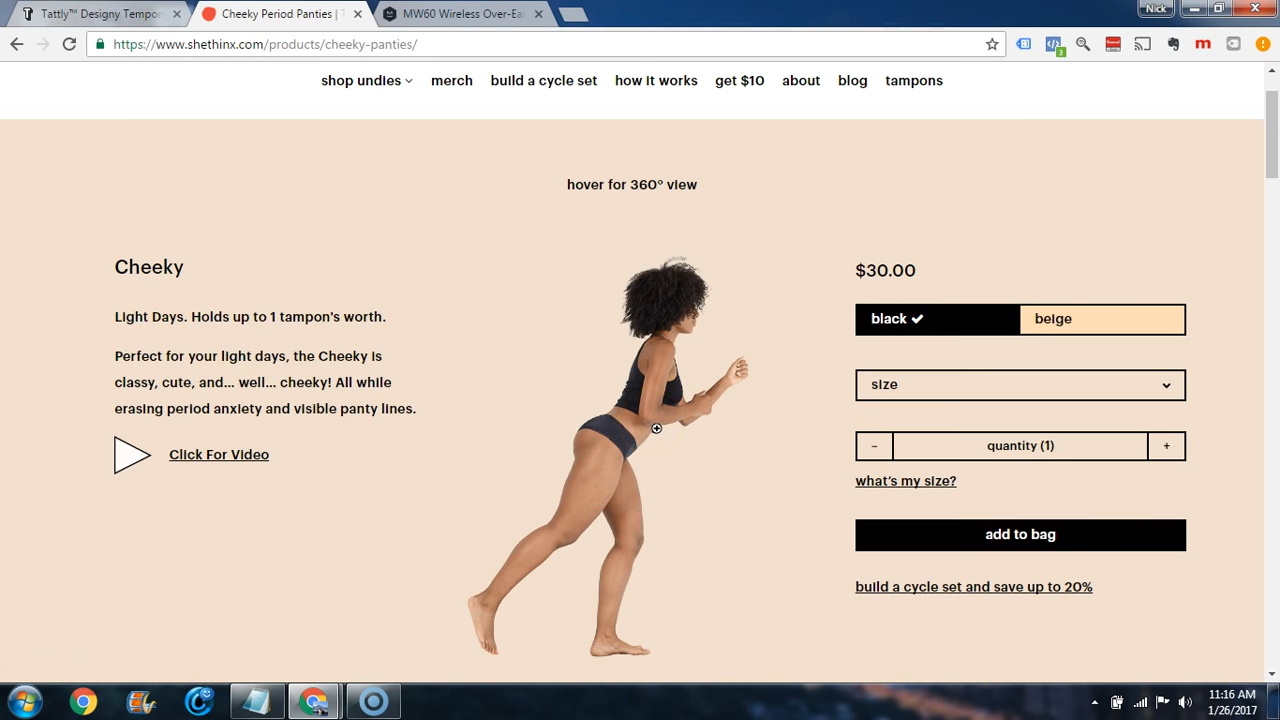 Tattly™ Designy Tempora
Cheeky Period Panties | T
MW60 Wireless Over-Ea
Nick
https://www.shethinx.com/products/cheeky-panties/
3
m
shop undies
merch
build a cycle set
how it works
get $10
about
blog
tampons
hover for 360° view
Cheeky
Light Days. Holds up to 1 tampon's worth.
Perfect for your light days, the Cheeky is
classy, cute, and... well... cheeky! All while
erasing period anxiety and visible panty lines.
Click For Video
$30.00
black
beige
size
– quantity (1) +
what's my size?
add to bag
build a cycle set and save up to 20%
11:16 AM
1/26/2017